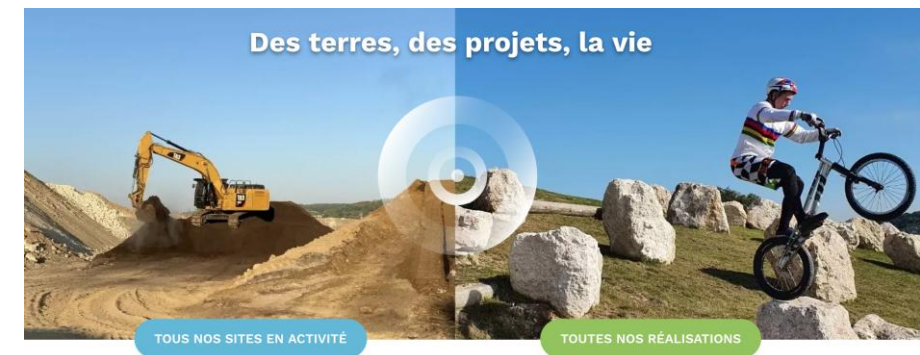 Des terres, des projets, la vie
TOUS NOS SITES EN ACTIVITÉ
TOUTES NOS RÉALISATIONS